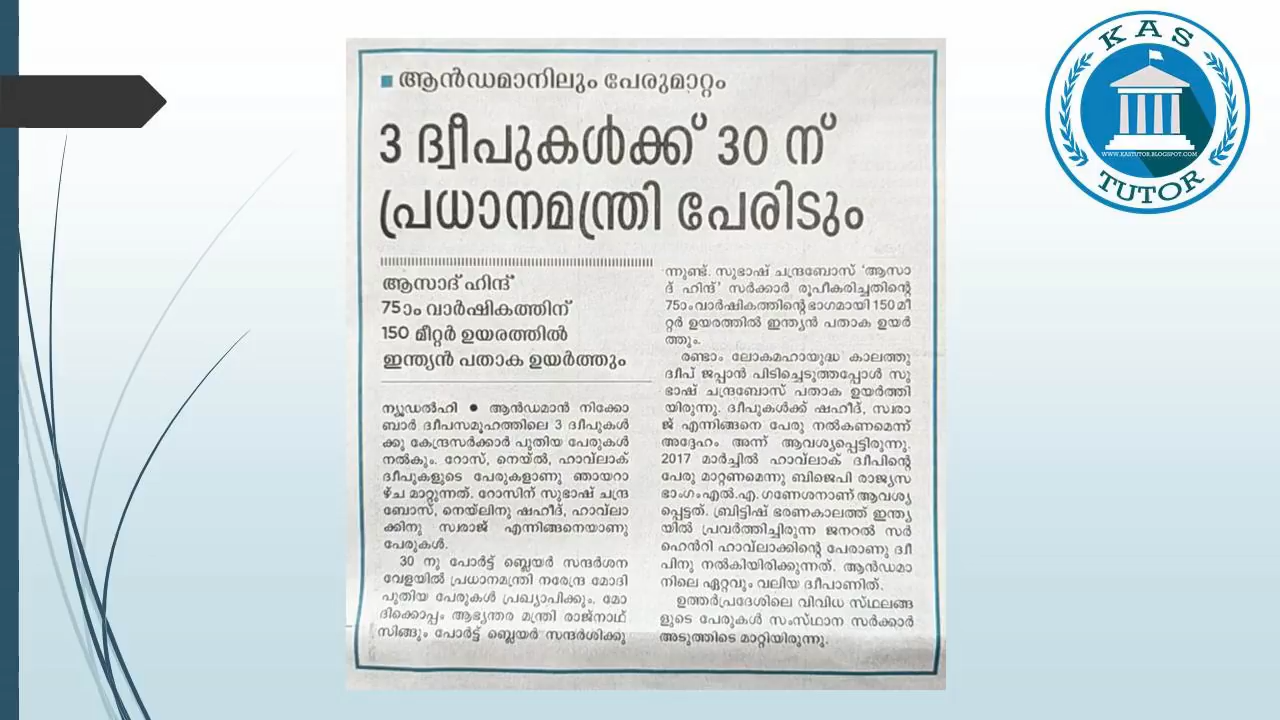 ആൻഡമാനിലും പേരുമാറ്റം
3 ദ്വീപുകൾക്ക് 30 ന്
പ്രധാനമന്ത്രി പേരിടും
ആസാദ് ഹിന്ദ്
75ാം വാർഷികത്തിന്
150 മീറ്റർ ഉയരത്തിൽ
ഇന്ത്യൻ പതാക ഉയർത്തും
ന്യൂഡൽഹി ● ആൻഡമാൻ നിക്കോ
ബാർ ദ്വീപസമൂഹത്തിലെ 3 ദ്വീപുകൾ
ക്കു കേന്ദ്രസർക്കാർ പുതിയ പേരുകൾ
നൽകും. റോസ്, നെയ്ൽ, ഹാവ്‌ലാക്
ദ്വീപുകളുടെ പേരുകളാണു ഞായറാ
ഴ്ച മാറ്റുന്നത്. റോസിന് സുഭാഷ് ചന്ദ്ര
ബോസ്, നെയ്‌ലിനു ഷഹീദ്, ഹാവ്‌ലാ
ക്കിനു സ്വരാജ് എന്നിങ്ങനെയാണു
പേരുകൾ.
30 നു പോർട്ട് ബ്ലെയർ സന്ദർശന
വേളയിൽ പ്രധാനമന്ത്രി നരേന്ദ്ര മോദി
പുതിയ പേരുകൾ പ്രഖ്യാപിക്കും. മോ
ദിക്കൊപ്പം ആഭ്യന്തര മന്ത്രി രാജ്നാഥ്
സിങ്ങും പോർട്ട് ബ്ലെയർ സന്ദർശിക്കു
ന്നുണ്ട്. സുഭാഷ് ചന്ദ്രബോസ് ‘ആസാ
ദ് ഹിന്ദ്’ സർക്കാർ രൂപീകരിച്ചതിന്റെ
75ാം വാർഷികത്തിന്റെ ഭാഗമായി 150 മീ
റ്റർ ഉയരത്തിൽ ഇന്ത്യൻ പതാക ഉയർ
ത്തും.
രണ്ടാം ലോകമഹായുദ്ധ കാലത്തു
ദ്വീപ് ജപ്പാൻ പിടിച്ചെടുത്തപ്പോൾ സു
ഭാഷ് ചന്ദ്രബോസ് പതാക ഉയർത്തി
യിരുന്നു. ദ്വീപുകൾക്ക് ഷഹീദ്, സ്വരാ
ജ് എന്നിങ്ങനെ പേരു നൽകണമെന്ന്
അദ്ദേഹം അന്ന് ആവശ്യപ്പെട്ടിരുന്നു.
2017 മാർച്ചിൽ ഹാവ്‌ലാക് ദ്വീപിന്റെ
പേരു മാറ്റണമെന്നു ബിജെപി രാജ്യസ
ഭാംഗം എൽ.എ. ഗണേശനാണ് ആവശ്യ
പ്പെട്ടത്. ബ്രിട്ടിഷ് ഭരണകാലത്ത് ഇന്ത്യ
യിൽ പ്രവർത്തിച്ചിരുന്ന ജനറൽ സർ
ഹെൻറി ഹാവ്‌ലാക്കിന്റെ പേരാണു ദ്വീ
പിനു നൽകിയിരിക്കുന്നത്. ആൻഡമാ
നിലെ ഏറ്റവും വലിയ ദ്വീപാണിത്.
ഉത്തർപ്രദേശിലെ വിവിധ സ്ഥലങ്ങ
ളുടെ പേരുകൾ സംസ്ഥാന സർക്കാർ
അടുത്തിടെ മാറ്റിയിരുന്നു.
KAS
WWW.KASTUTOR.BLOGSPOT.COM
TUTOR